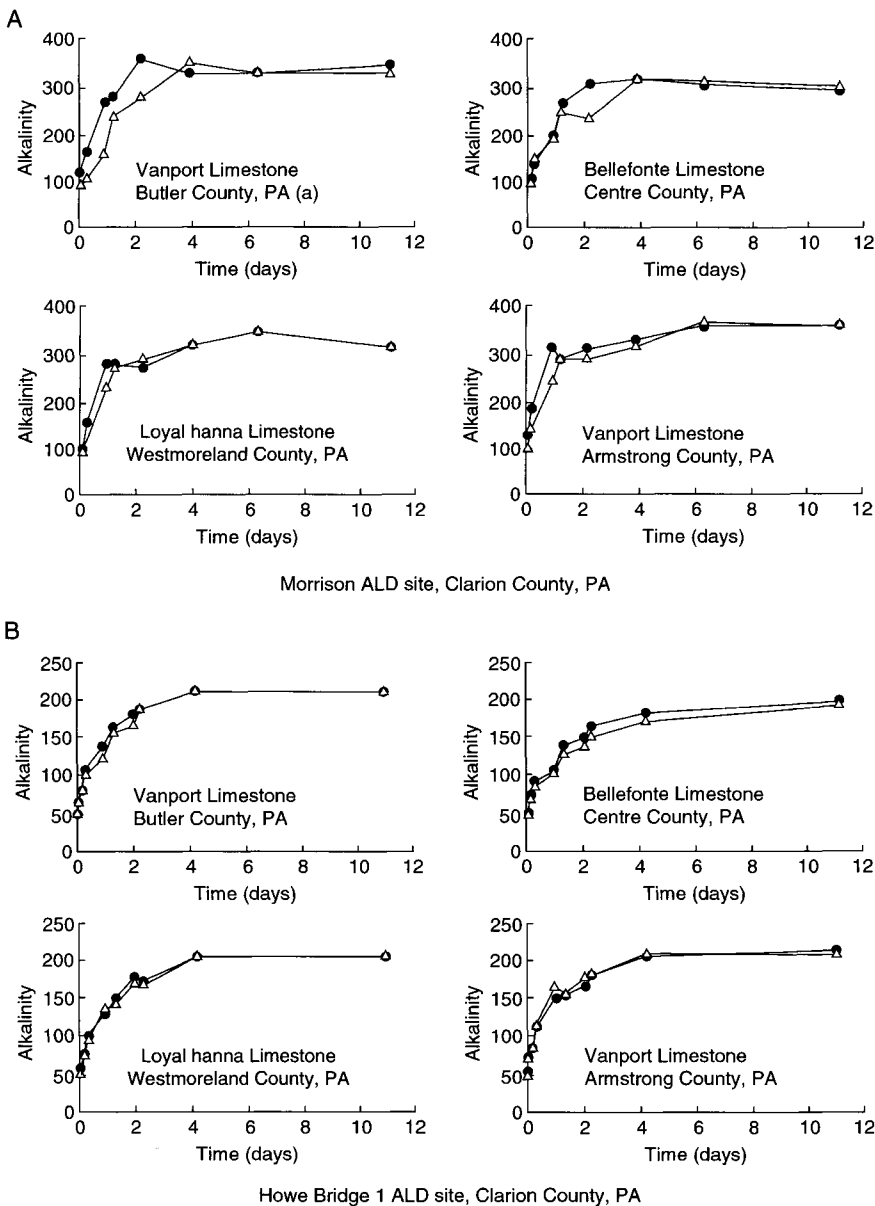 A
400
300
200
100
0
Alkalinity
Vanport Limestone
Butler County, PA (a)
0 2 4 6 8 10 12
Time (days)
400
300
200
100
0
Alkalinity
Bellefonte Limestone
Centre County, PA
0 2 4 6 8 10 12
Time (days)
400
300
200
100
0
Alkalinity
Loyal hanna Limestone
Westmoreland County, PA
0 2 4 6 8 10 12
Time (days)
400
300
200
100
0
Alkalinity
Vanport Limestone
Armstrong County, PA
0 2 4 6 8 10 12
Time (days)
Morrison ALD site, Clarion County, PA
B
250
200
150
100
50
0
Alkalinity
Vanport Limestone
Butler County, PA
0 2 4 6 8 10 12
Time (days)
250
200
150
100
50
0
Alkalinity
Bellefonte Limestone
Centre County, PA
0 2 4 6 8 10 12
Time (days)
250
200
150
100
50
0
Alkalinity
Loyal hanna Limestone
Westmoreland County, PA
0 2 4 6 8 10 12
Time (days)
250
200
150
100
50
0
Alkalinity
Vanport Limestone
Armstrong County, PA
0 2 4 6 8 10 12
Time (days)
Howe Bridge 1 ALD site, Clarion County, PA